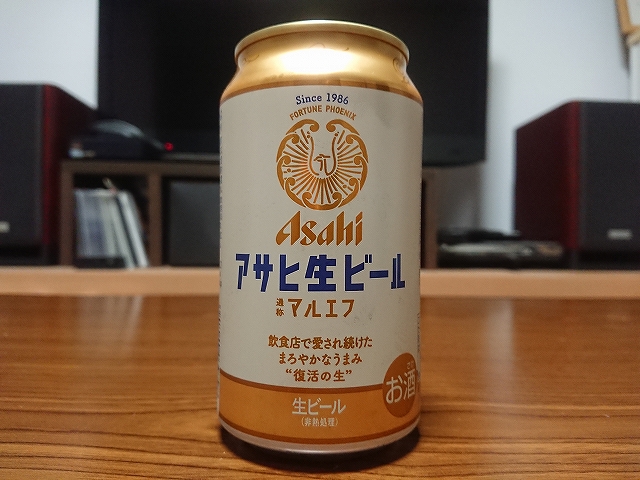 Since 1986
FORTUNE PHOENIX
Asahi
アサヒ生ビール
通称 マルエフ
飲食店で愛され続けた
まろやかなうまみ
“復活の生”
お酒
生ビール
(非熱処理)